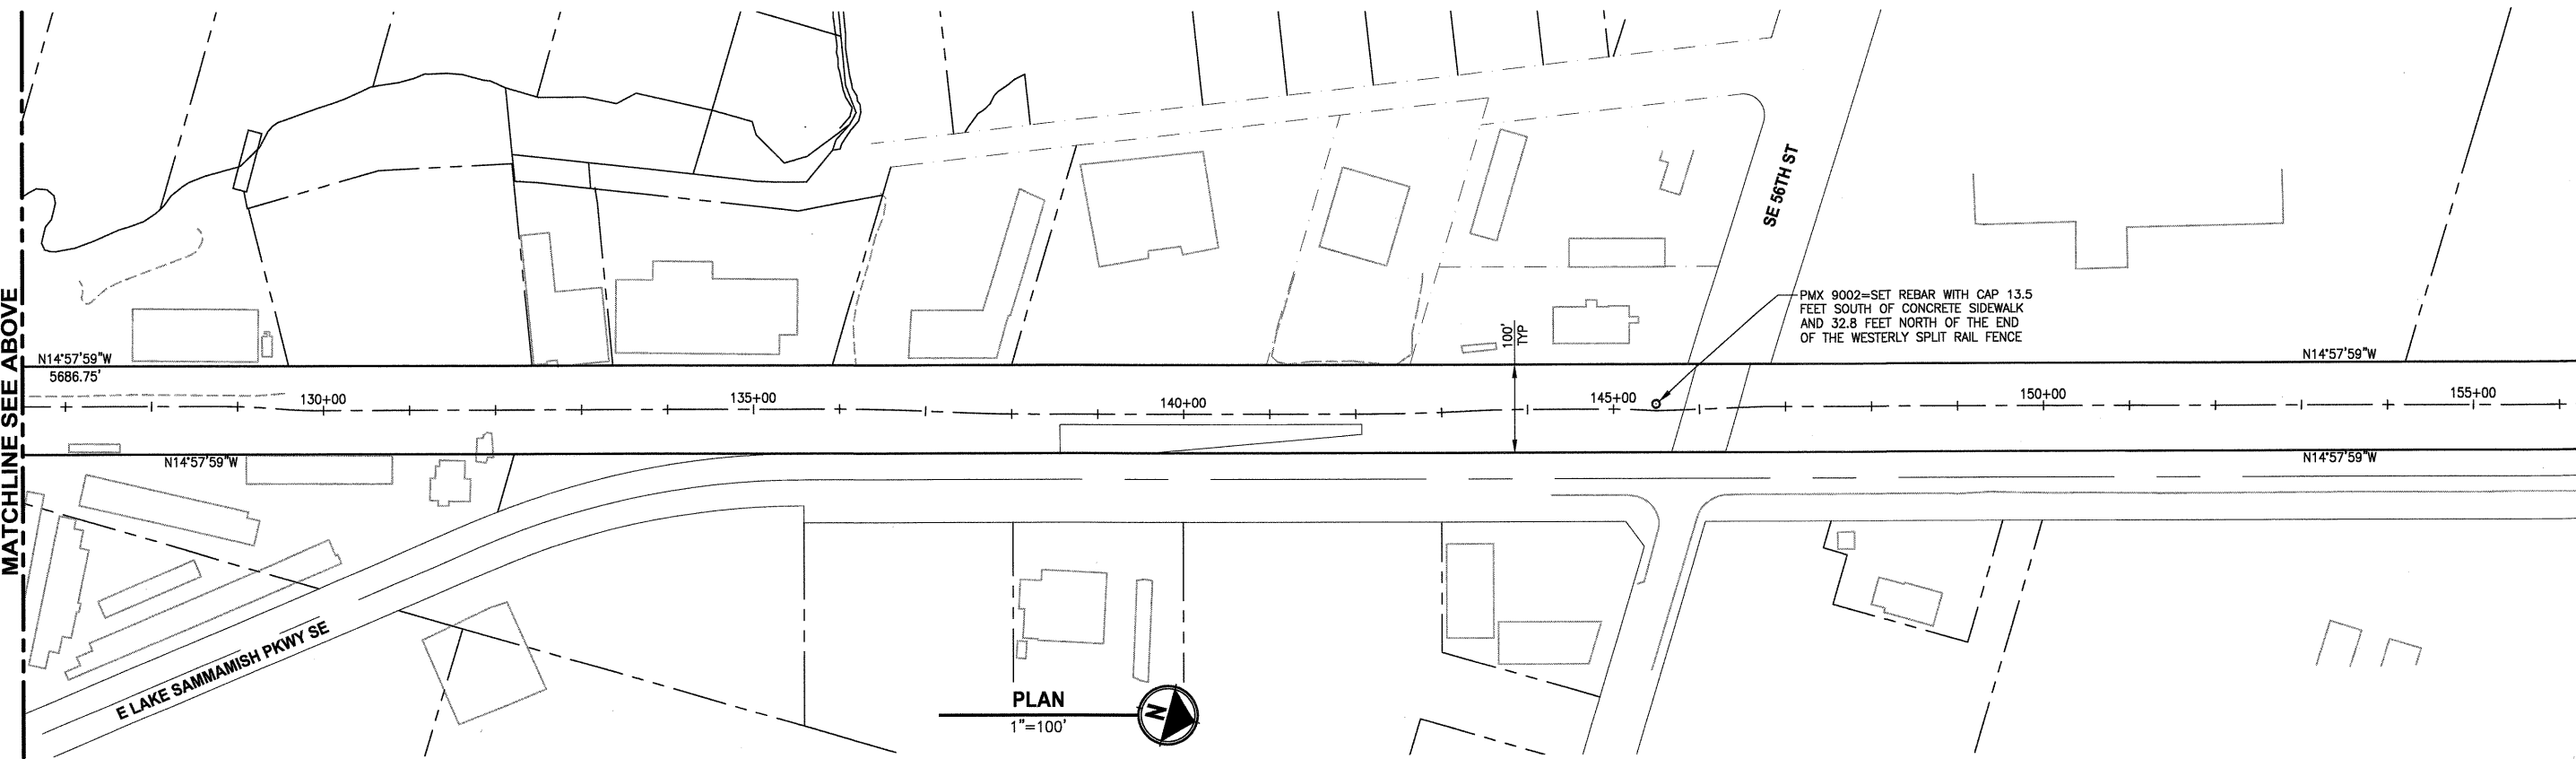 MATCHLINE SEE ABOVE
SE 56TH ST
PMX 9002=SET REBAR WITH CAP 13.5
FEET SOUTH OF CONCRETE SIDEWALK
AND 32.8 FEET NORTH OF THE END
OF THE WESTERLY SPLIT RAIL FENCE
100'
TYP
N14°57'59"W
5686.75'
N14°57'59"W
130+00
135+00
140+00
145+00
150+00
155+00
N14°57'59"W
N14°57'59"W
E LAKE SAMMAMISH PKWY SE
PLAN
1"=100'
N